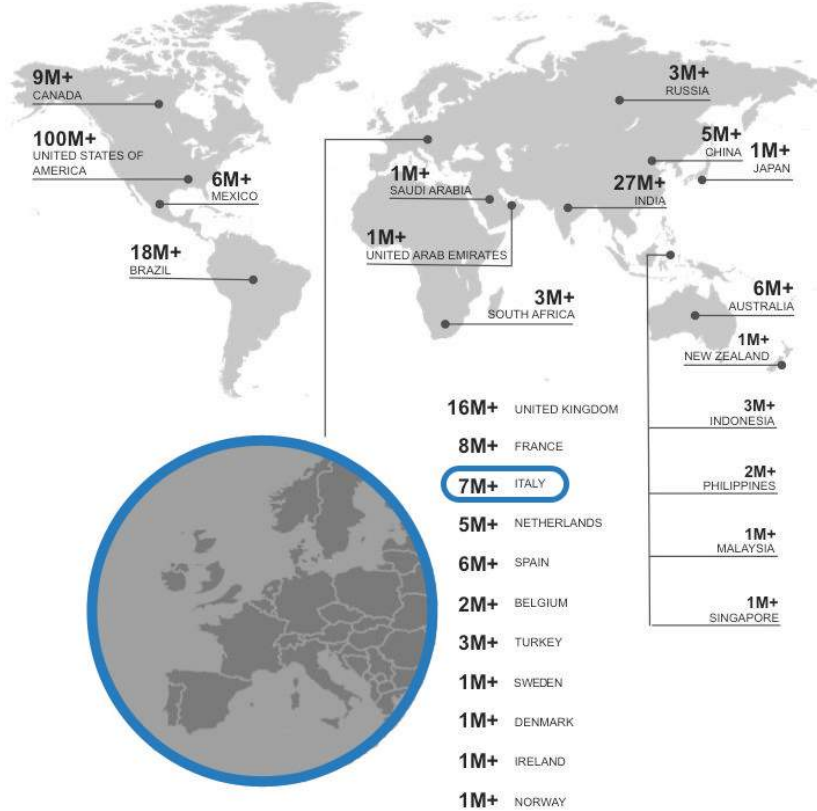 9M+
CANADA
100M+
UNITED STATES OF
AMERICA
6M+
MEXICO
18M+
BRAZIL
1M+
SAUDI ARABIA
1M+
UNITED ARAB EMIRATES
3M+
SOUTH AFRICA
3M+
RUSSIA
5M+
CHINA
1M+
JAPAN
27M+
INDIA
6M+
AUSTRALIA
1M+
NEW ZEALAND
16M+ UNITED KINGDOM
8M+ FRANCE
7M+ ITALY
5M+ NETHERLANDS
6M+ SPAIN
2M+ BELGIUM
3M+ TURKEY
1M+ SWEDEN
1M+ DENMARK
1M+ IRELAND
1M+ NORWAY
3M+
INDONESIA
2M+
PHILIPPINES
1M+
MALAYSIA
1M+
SINGAPORE